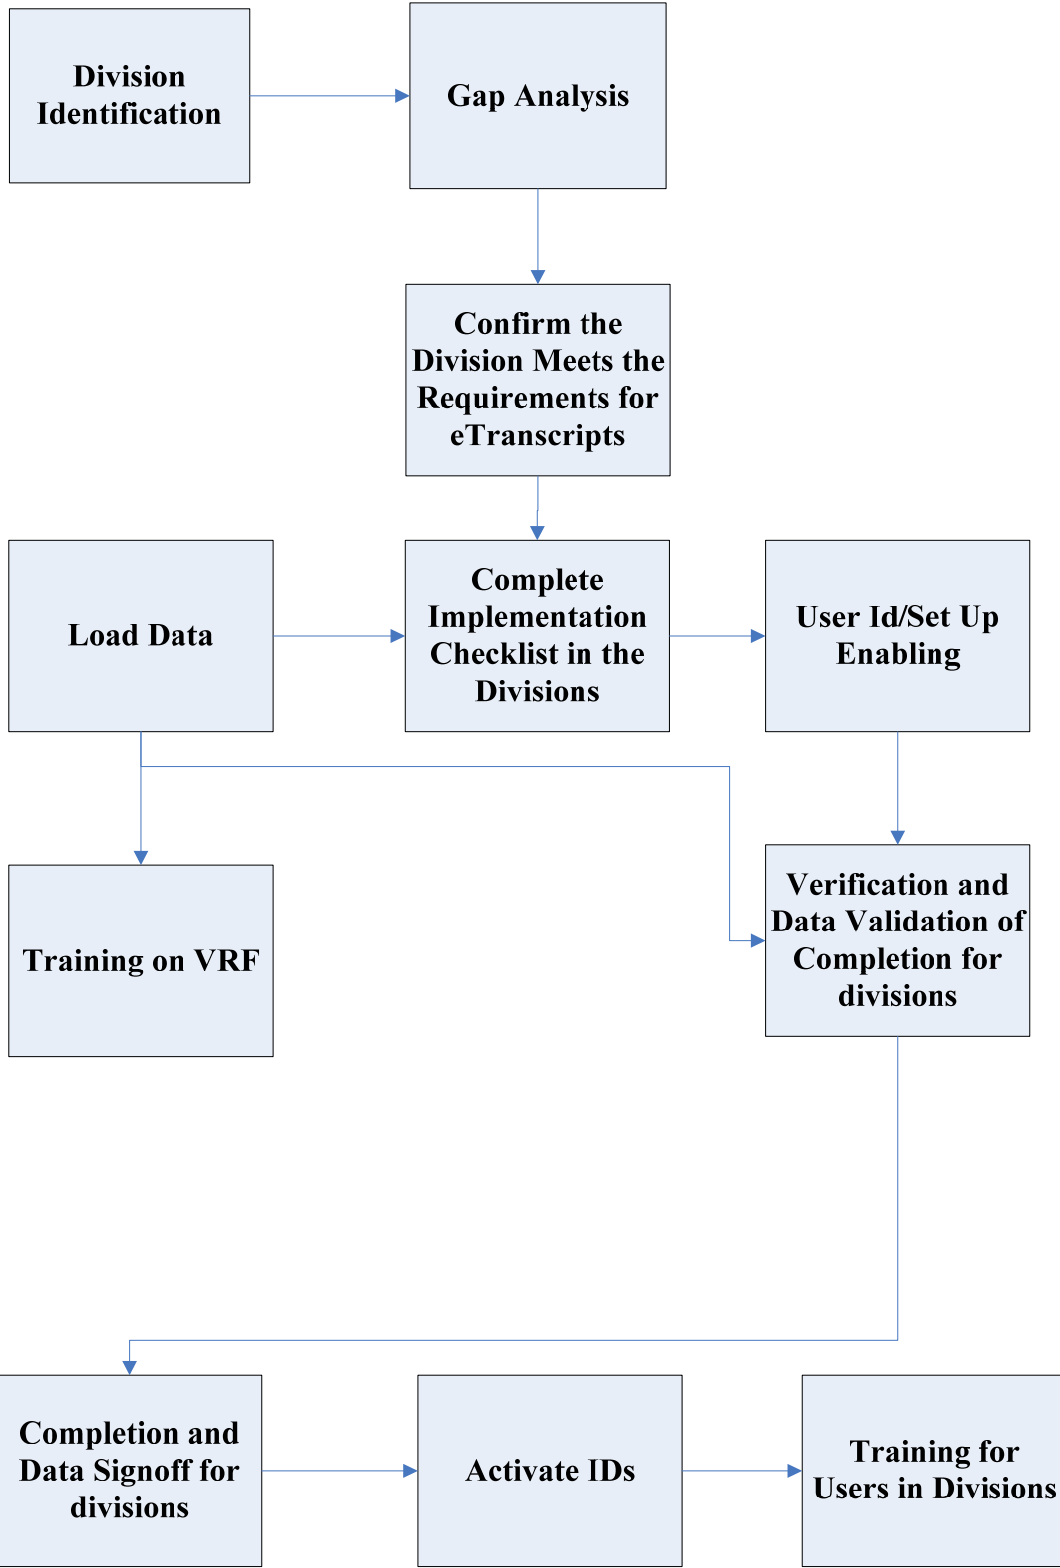 Division
Identification
Gap Analysis
Confirm the
Division Meets the
Requirements for
eTranscripts
Load Data
Complete
Implementation
Checklist in the
Divisions
User Id/Set Up
Enabling
Training on VRF
Verification and
Data Validation of
Completion for
divisions
Completion and
Data Signoff for
divisions
Activate IDs
Training for
Users in Divisions